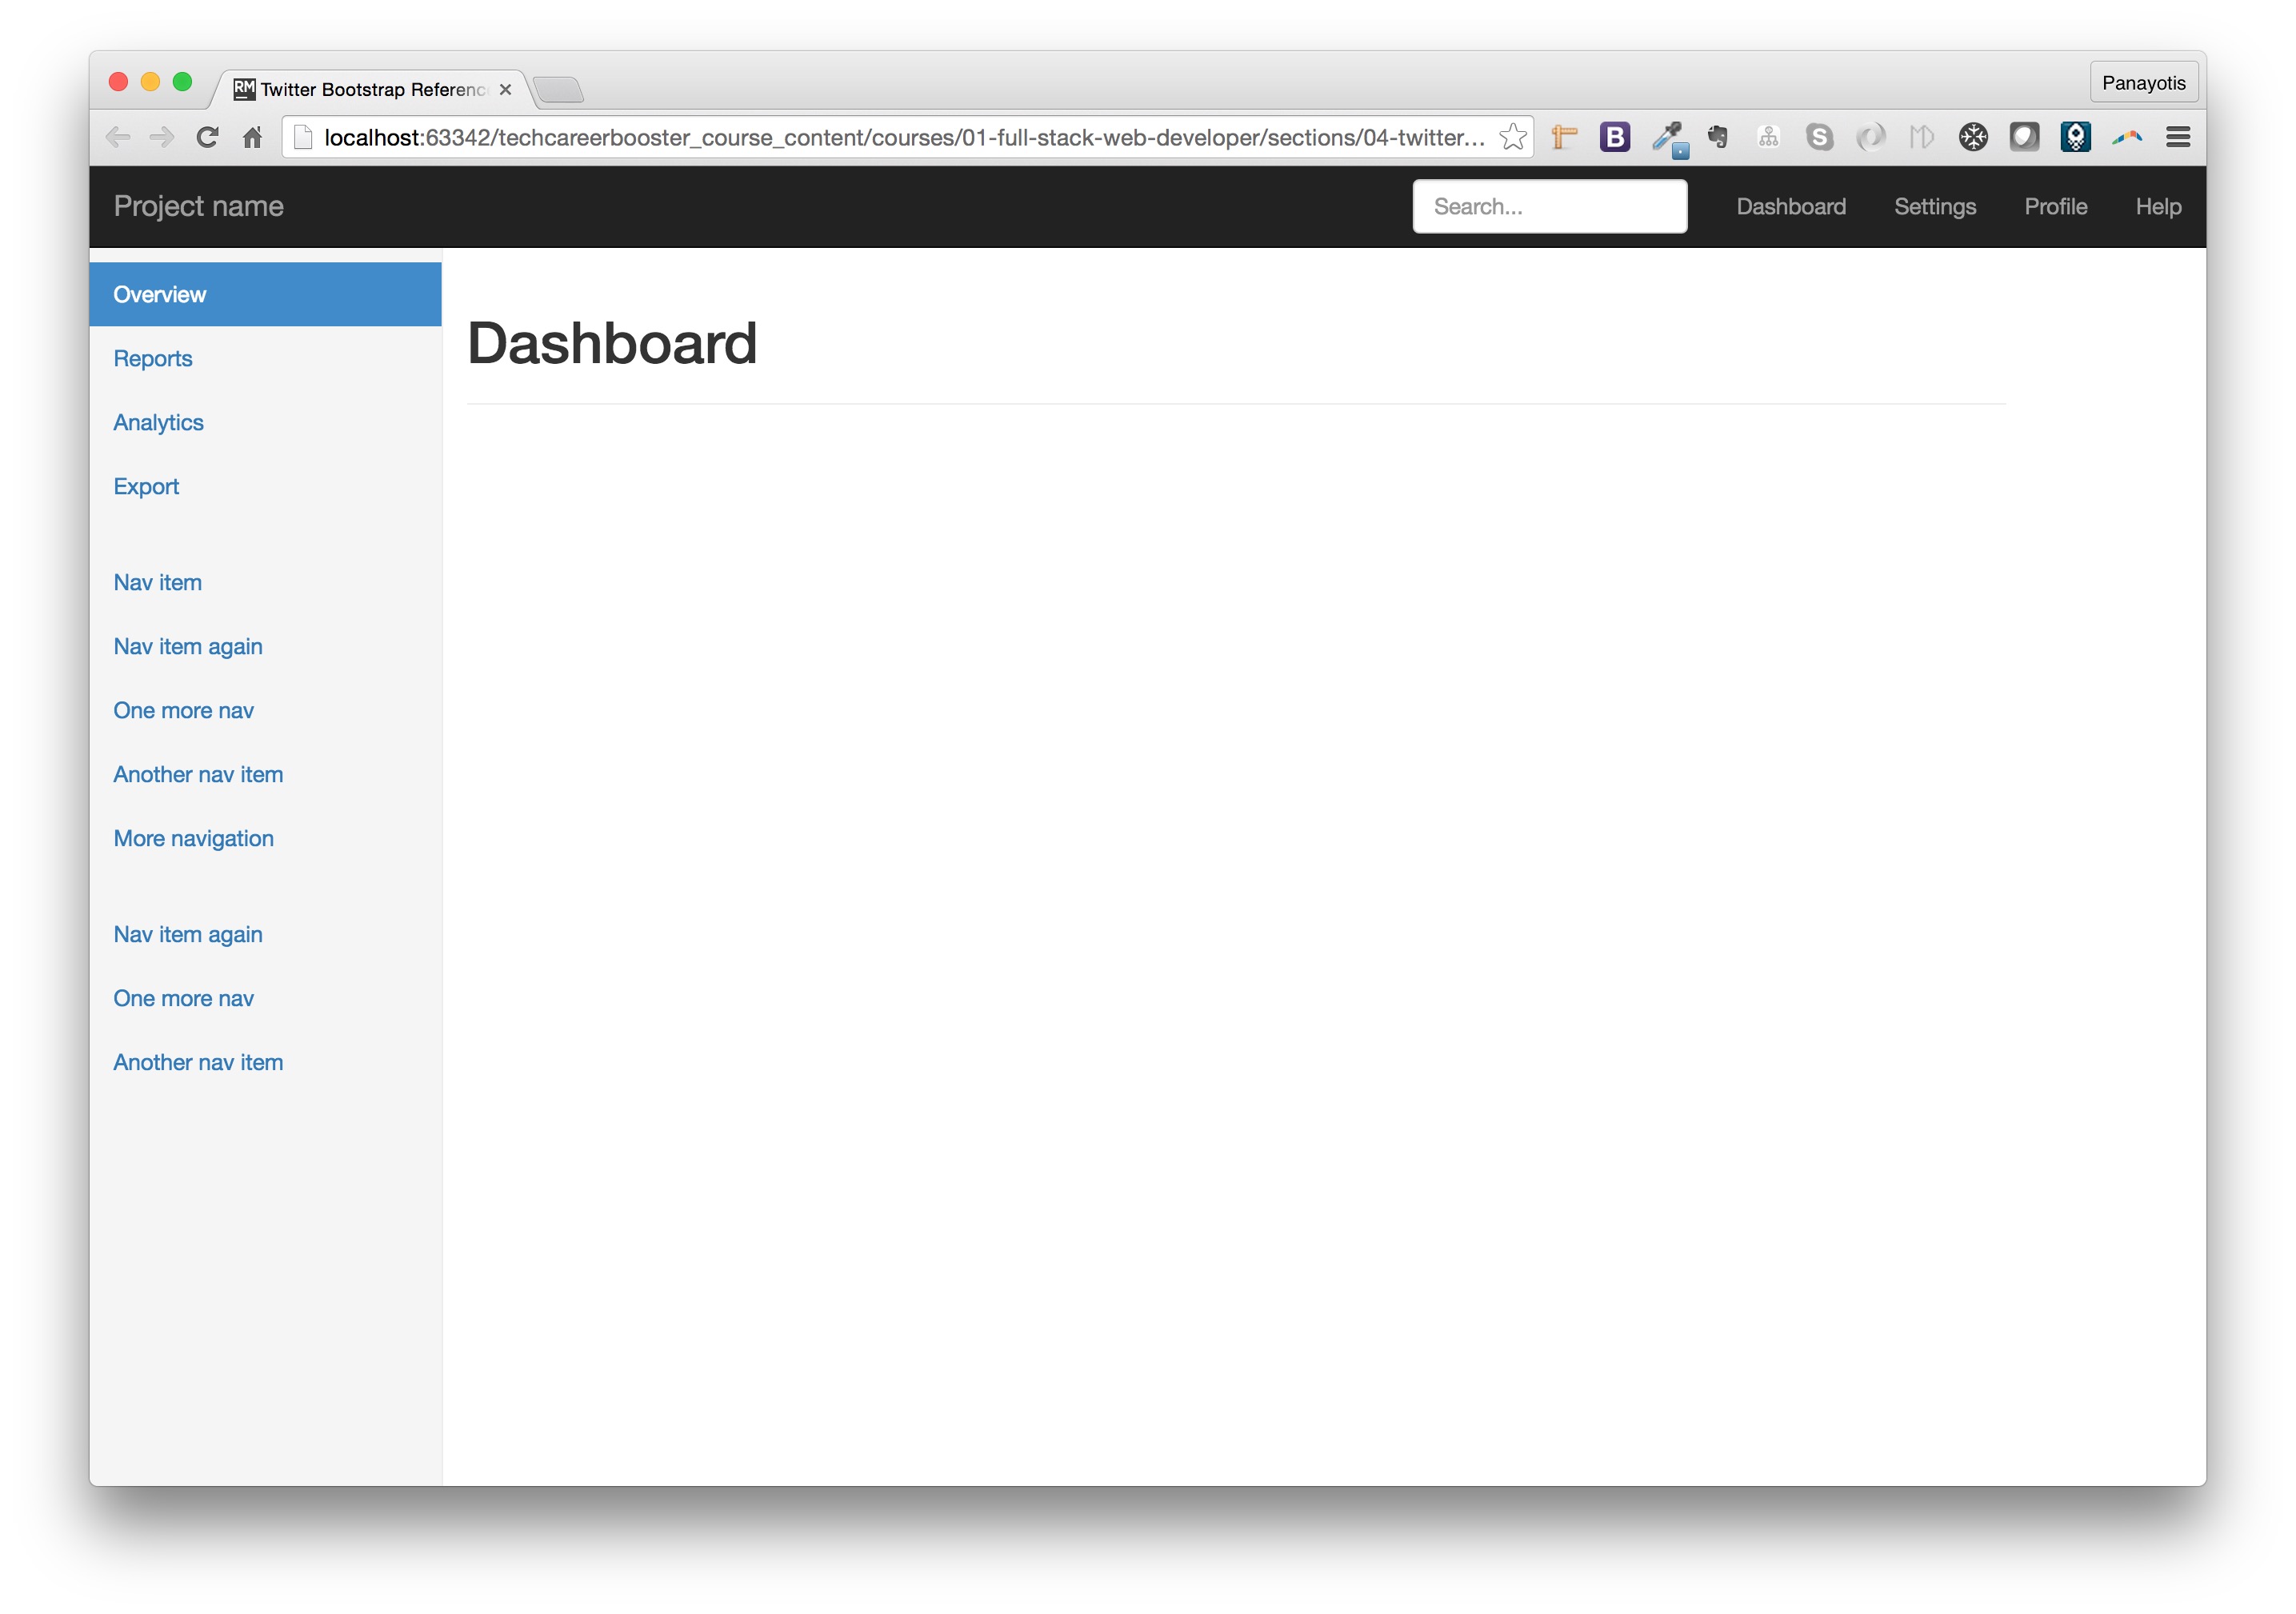 RM Twitter Bootstrap Referenc
Panayotis
localhost:63342/techcareerbooster_course_content/courses/01-full-stack-web-developer/sections/04-twitter...
Project name
Search...
Dashboard
Settings
Profile
Help
Overview
Dashboard
Reports
Analytics
Export
Nav item
Nav item again
One more nav
Another nav item
More navigation
Nav item again
One more nav
Another nav item